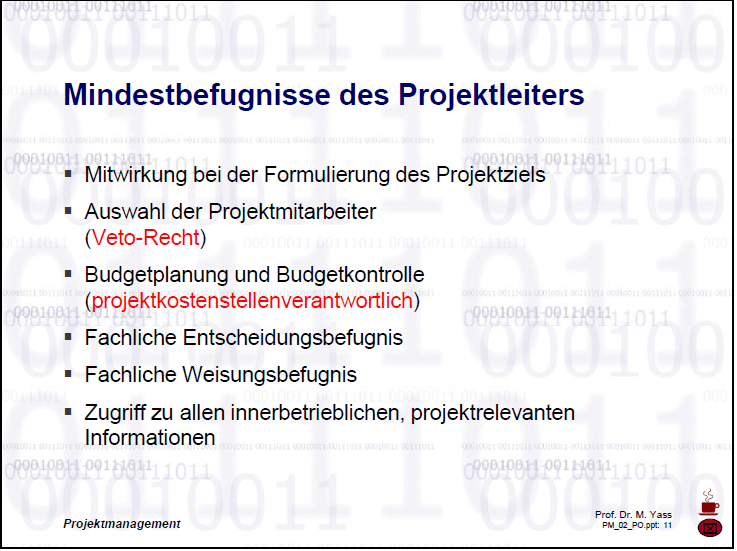 Mindestbefugnisse des Projektleiters
Mitwirkung bei der Formulierung des Projektziels
Auswahl der Projektmitarbeiter
(Veto-Recht)
Budgetplanung und Budgetkontrolle
(projektkostenstellenverantwortlich)
Fachliche Entscheidungsbefugnis
Fachliche Weisungsbefugnis
Zugriff zu allen innerbetrieblichen, projektrelevanten
Informationen
Projektmanagement
Prof. Dr. M. Yass
PM_02_PO.ppt: 11